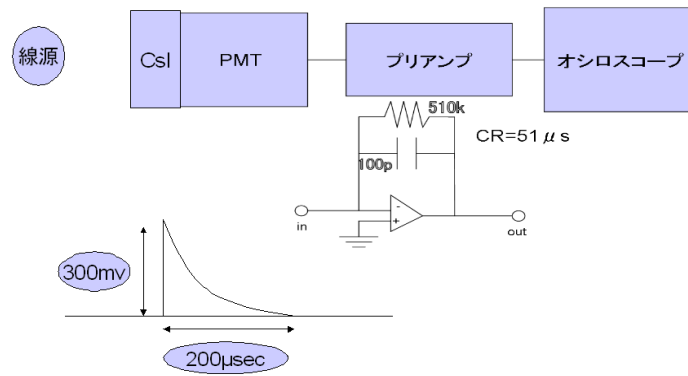 線源
CsI
PMT
プリアンプ
オシロスコープ
510k
CR=51μs
100p
-
+
in
out
300mv
200μsec